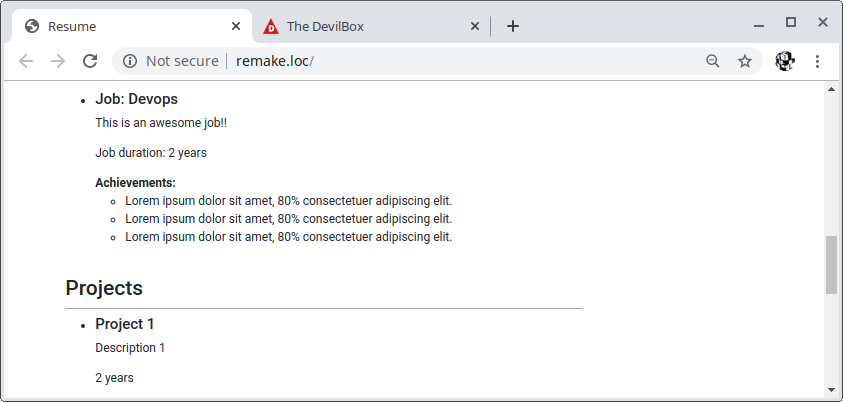 Resume
The DevilBox
Not secure
remake.loc/
Job: Devops
This is an awesome job!!
Job duration: 2 years
Achievements:
Lorem ipsum dolor sit amet, 80% consectetuer adipiscing elit.
Lorem ipsum dolor sit amet, 80% consectetuer adipiscing elit.
Lorem ipsum dolor sit amet, 80% consectetuer adipiscing elit.
Projects
Project 1
Description 1
2 years